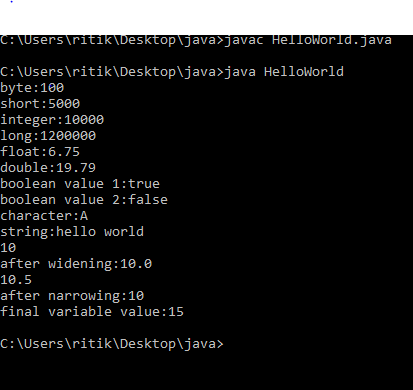 C:\Users\ritik\Desktop\java>javac HelloWorld.java
C:\Users\ritik\Desktop\java>java HelloWorld
byte:100
short:5000
integer:10000
long:1200000
float:6.75
double:19.79
boolean value 1:true
boolean value 2:false
character:A
string:hello world
10
after widening:10.0
10.5
after narrowing:10
final variable value:15
C:\Users\ritik\Desktop\java>